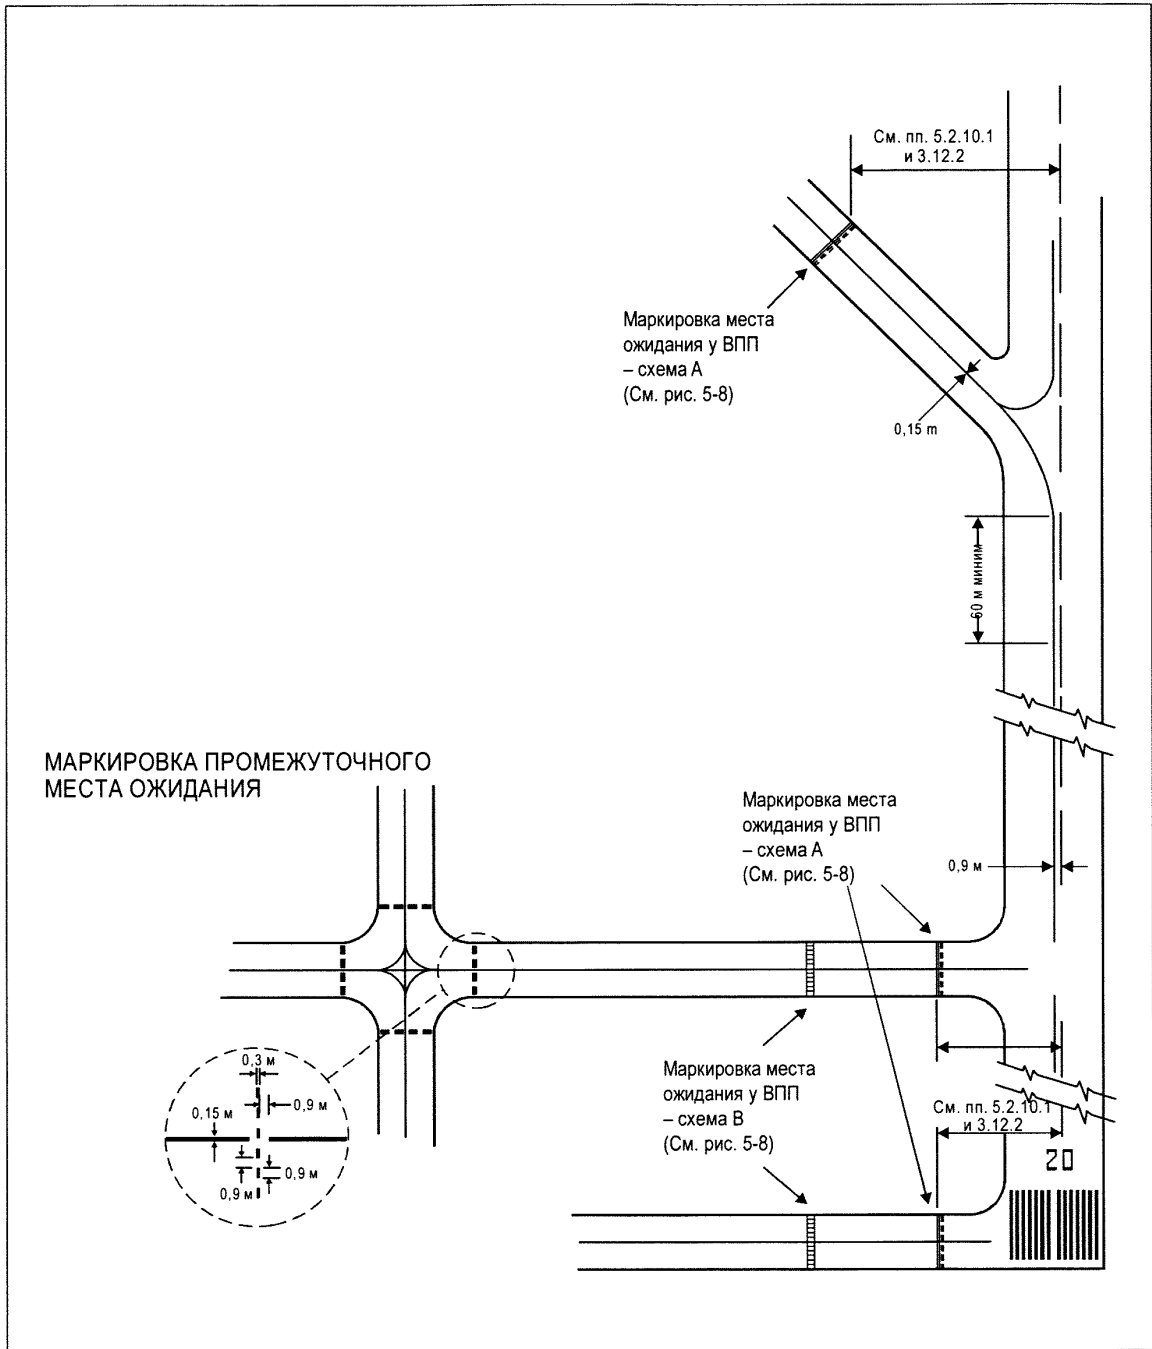 См. пп. 5.2.10.1
и 3.12.2
Маркировка места
ожидания у ВПП
– схема А
(См. рис. 5-8)
0,15 m
60 м миним
МАРКИРОВКА ПРОМЕЖУТОЧНОГО
МЕСТА ОЖИДАНИЯ
Маркировка места
ожидания у ВПП
– схема А
(См. рис. 5-8)
0,9 м
0,3 м
0,15 м
0,9 м
0,9 м
0,9 м
Маркировка места
ожидания у ВПП
– схема В
(См. рис. 5-8)
См. пп. 5.2.10.1
и 3.12.2
20